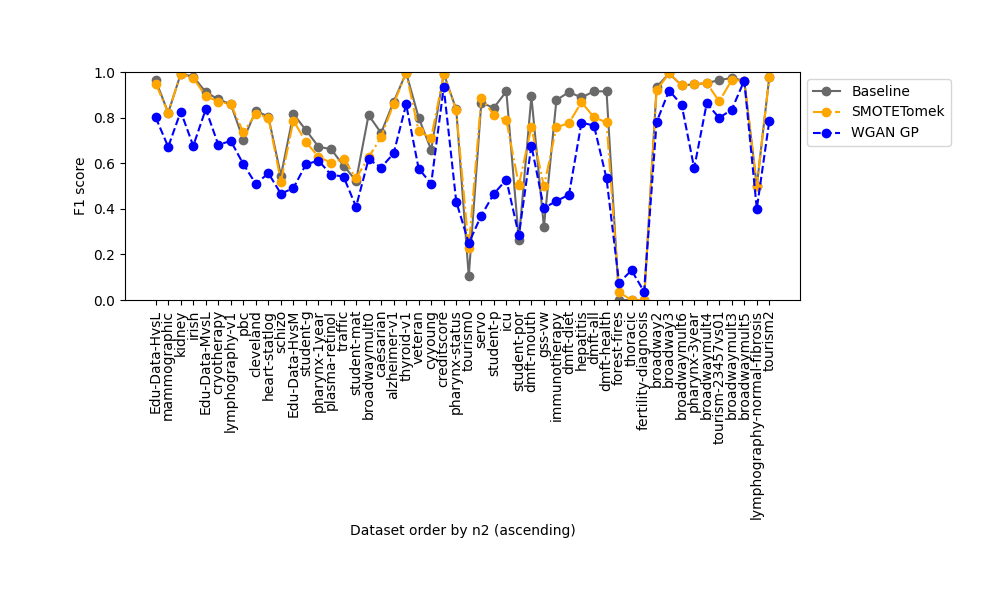 1.0
0.8
0.6
0.4
0.2
0.0
F1 score
Baseline
SMOTETomek
WGAN GP
Edu-Data-HvsL
mammographic
kidney
irish
Edu-Data-MvsL
cryotherapy
lymphography-v1
pbc
cleveland
heart-statlog
schizo
Edu-Data-HvsM
student-g
pharynx-1year
plasma-retinol
traffic
student-mat
broadwaymult0
caesarian
alzheimer-v1
thyroid-v1
veteran
cyyoung
creditscore
pharynx-status
tourism0
servo
student-p
icu
student-por
dmft-mouth
gss-vw
immunotherapy
dmft-diet
hepatitis
dmft-all
dmft-health
forest-fires
thoracic
fertility-diagnosis
broadway2
broadway3
broadwaymult6
pharynx-3year
broadwaymult4
tourism-23457vs01
broadwaymult3
broadwaymult5
lymphography-normal-fibrosis
tourism2
Dataset order by n2 (ascending)